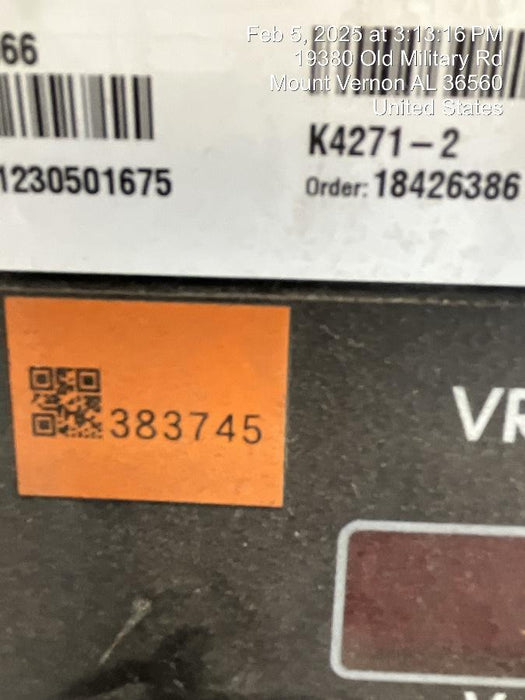 Feb 5, 2025 at 3:13:16 PM
19380 Old Military Rd
Mount Vernon AL 36560
United States
66
K4271-2
1230501675
Order: 18426386
383745
VR